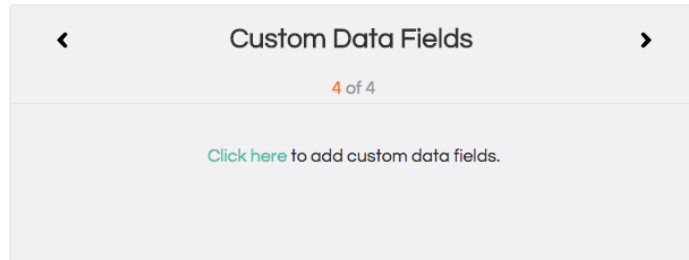 Custom Data Fields
4 of 4
Click here to add custom data fields.